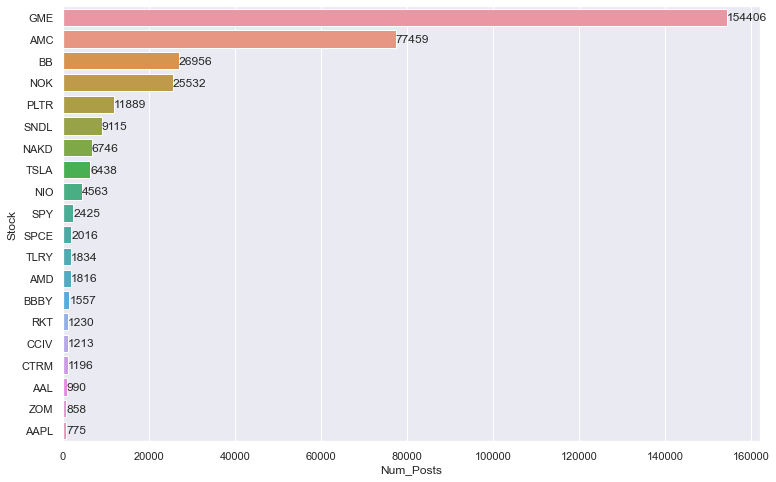 GME 154406
AMC 77459
BB 26956
NOK 25532
PLTR 11889
SNDL 9115
NAKD 6746
TSLA 6438
NIO 4563
SPY 2425
SPCE 2016
TLRY 1834
AMD 1816
BBBY 1557
RKT 1230
CCIV 1213
CTRM 1196
AAL 990
ZOM 858
AAPL 775
Stock
0 20000 40000 60000 80000 100000 120000 140000 160000
Num_Posts